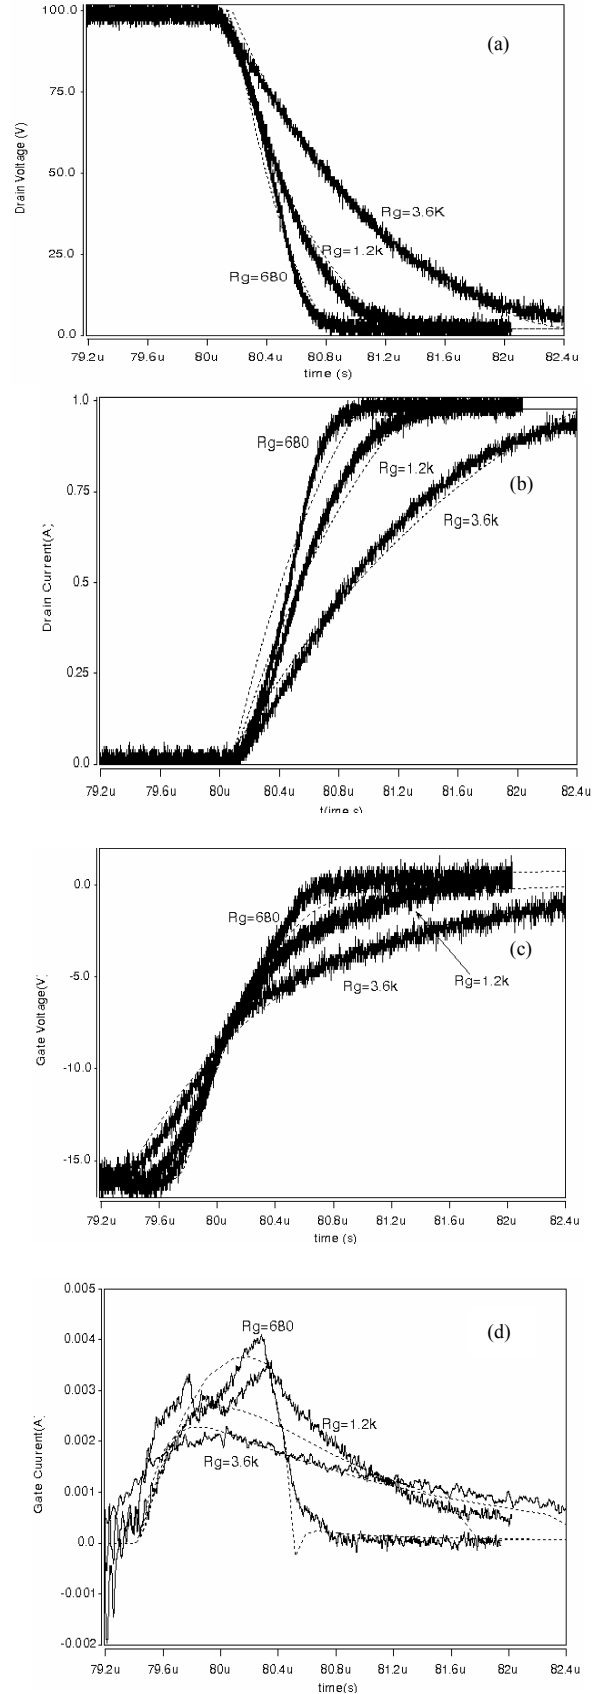 100.0
(a)
75.0
Drain Voltage (V)
50.0
Rg=3.6K
25.0
Rg=1.2k
Rg=680
0.0
79.2u 79.6u 80u 80.4u 80.8u 81.2u 81.6u 82u 82.4u
time (s)
1.0
Rg=680
Rg=1.2k
(b)
0.75
Rg=3.6k
Drain Current(A)
0.5
0.25
0.0
79.2u 79.6u 80u 80.4u 80.8u 81.2u 81.6u 82u 82.4u
t(ime s)
0.0
Rg=680
(c)
-5.0
Rg=3.6k
Rg=1.2k
Gate Voltage(V)
-10.0
-15.0
79.2u 79.6u 80u 80.4u 80.8u 81.2u 81.6u 82u 82.4u
time (s)
0.005
Rg=680
(d)
0.004
0.003
Rg=1.2k
0.002
Rg=3.6k
Gate Cuurent(A)
0.001
0.0
-0.001
-0.002
79.2u 79.6u 80u 80.4u 80.8u 81.2u 81.6u 82u 82.4u
time(s)